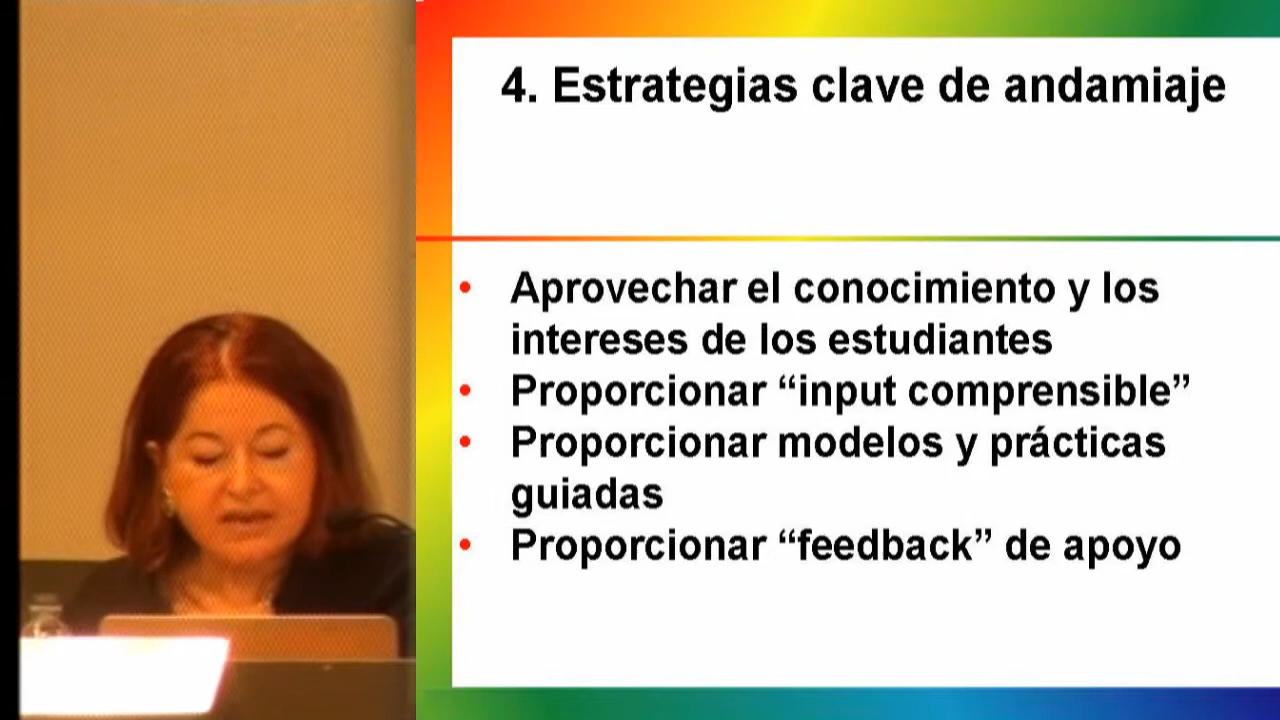 4. Estrategias clave de andamiaje
• Aprovechar el conocimiento y los
intereses de los estudiantes
• Proporcionar “input comprensible”
• Proporcionar modelos y prácticas
guiadas
• Proporcionar “feedback” de apoyo